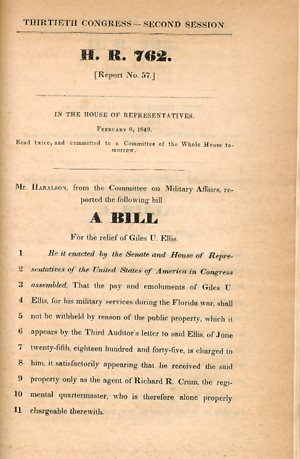 THIRTIETH CONGRESS—SECOND SESSION.
H. R. 762.
[Report No. 57.]
IN THE HOUSE OF REPRESENTATIVES.
February 8, 1849.
Read twice, and committed to a Committee of the Whole House to-
morrow.
Mr. Haralson, from the Committee on Military Affairs, re-
ported the following bill
A BILL
For the relief of Giles U. Ellis
1 Be it enacted by the Senate and House of Repre-
2 sentatives of the United States of America in Congress
3 assembled, That the pay and emoluments of Giles U.
4 Ellis, for his military services during the Florida war, shall
5 not be withheld by reason of the public property, which it
6 appears by the Third Auditor's letter to said Ellis, of June
7 twenty-fifth, eighteen hundred and forty-five, is charged to
8 him, it satisfactorily appearing that he received the said
9 property only as the agent of Richard R. Crum, the regi-
10 mental quartermaster, who is therefore alone properly
11 chargeable therewith.